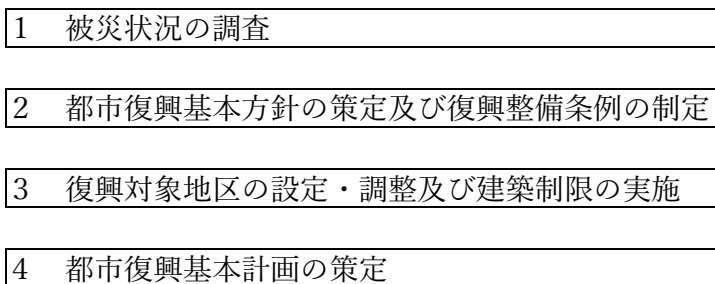 1　被災状況の調査
2　都市復興基本方針の策定及び復興整備条例の制定
3　復興対象地区の設定・調整及び建築制限の実施
4　都市復興基本計画の策定